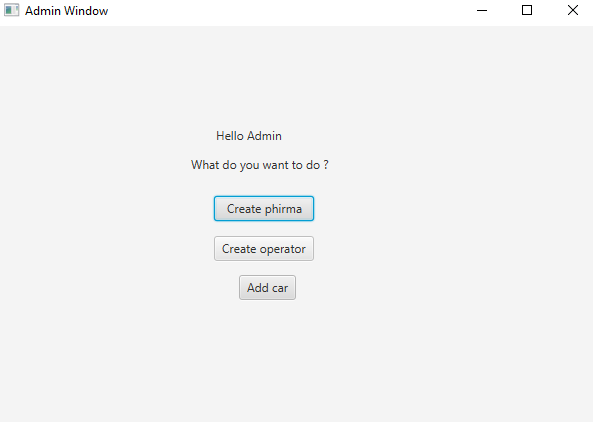 Admin Window
Hello Admin
What do you want to do ?
Create phirma
Create operator
Add car